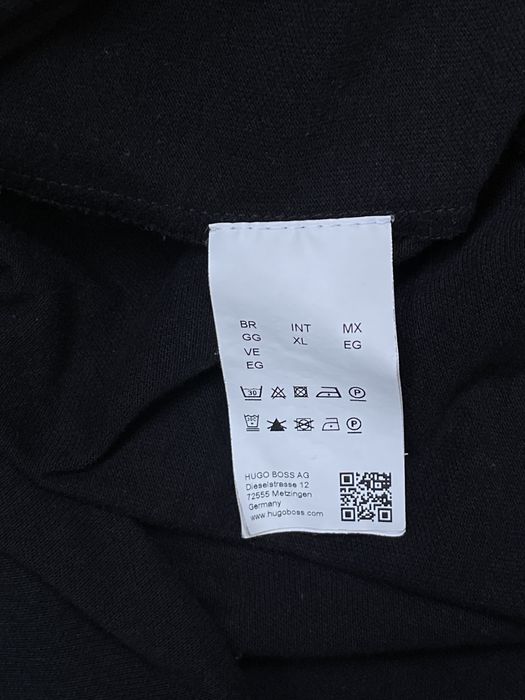 BR INT MX
GG XL EG
VE
EG
30 P
P
HUGO BOSS AG
Dieselstrasse 12
72555 Metzingen
Germany
www.hugoboss.com